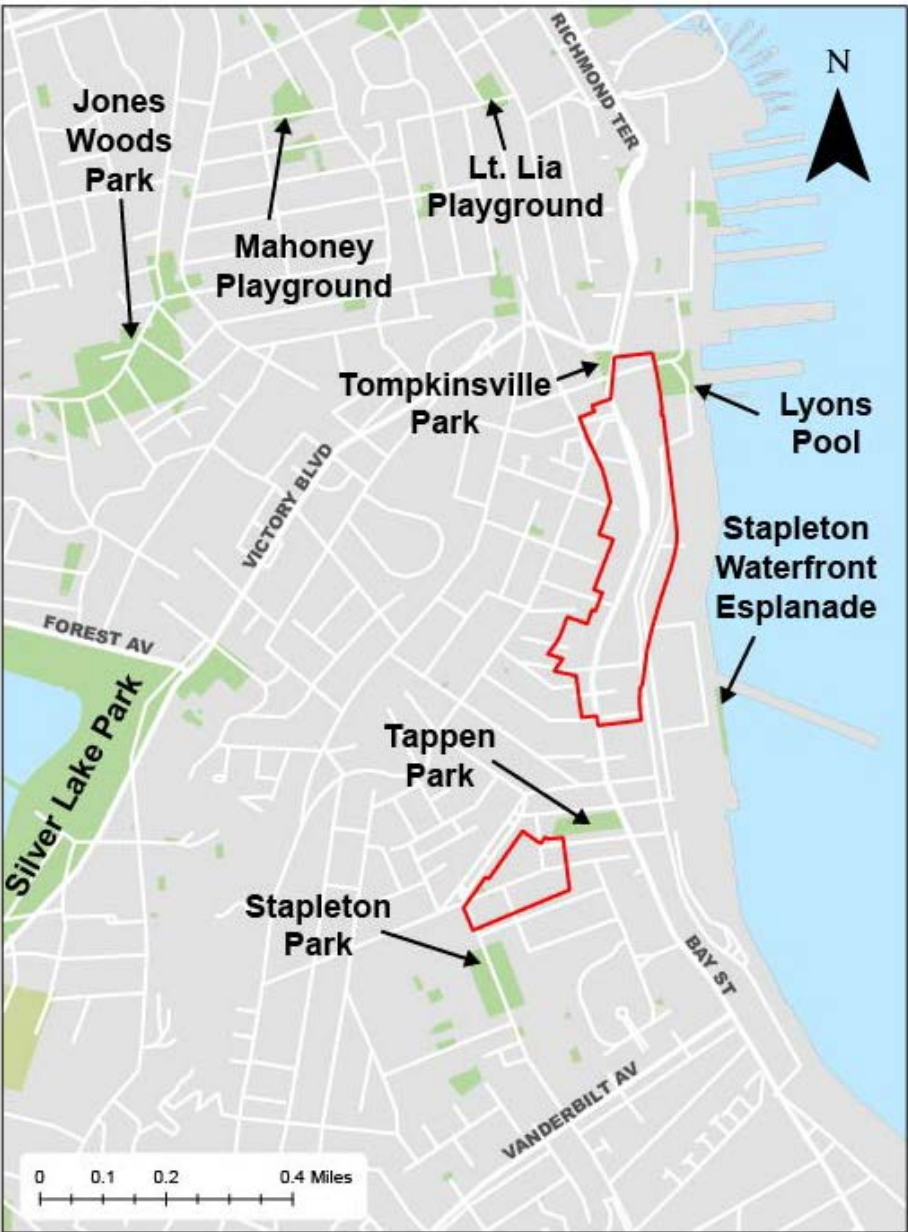 RICHMOND TER
N
Jones
Woods
Park
Lt. Lia
Playground
Mahoney
Playground
Tompkinsville
Park
Lyons
Pool
VICTORY BLVD
Stapleton
Waterfront
Esplanade
FOREST AV
Silver Lake Park
Tappen
Park
Stapleton
Park
BAY ST
VANDERBILT AV
0 0.1 0.2 0.4 Miles